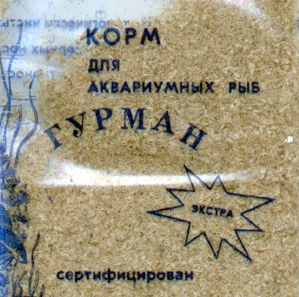 КОРМ
ДЛЯ
АКВАРИУМНЫХ РЫБ
ГУРМАН
ЭКСТРА
сертифицирован